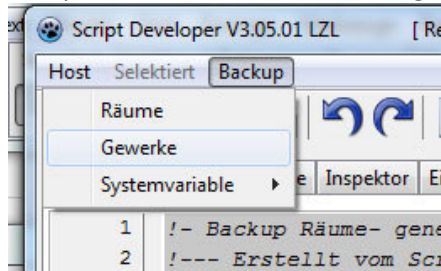 Script Developer V3.05.01 LZL [ Re
Host Selektiert Backup
Räume
Gewerke
Systemvariable
e Inspektor E
1 !- Backup Räume- gene
2 !--- Erstellt vom Scr